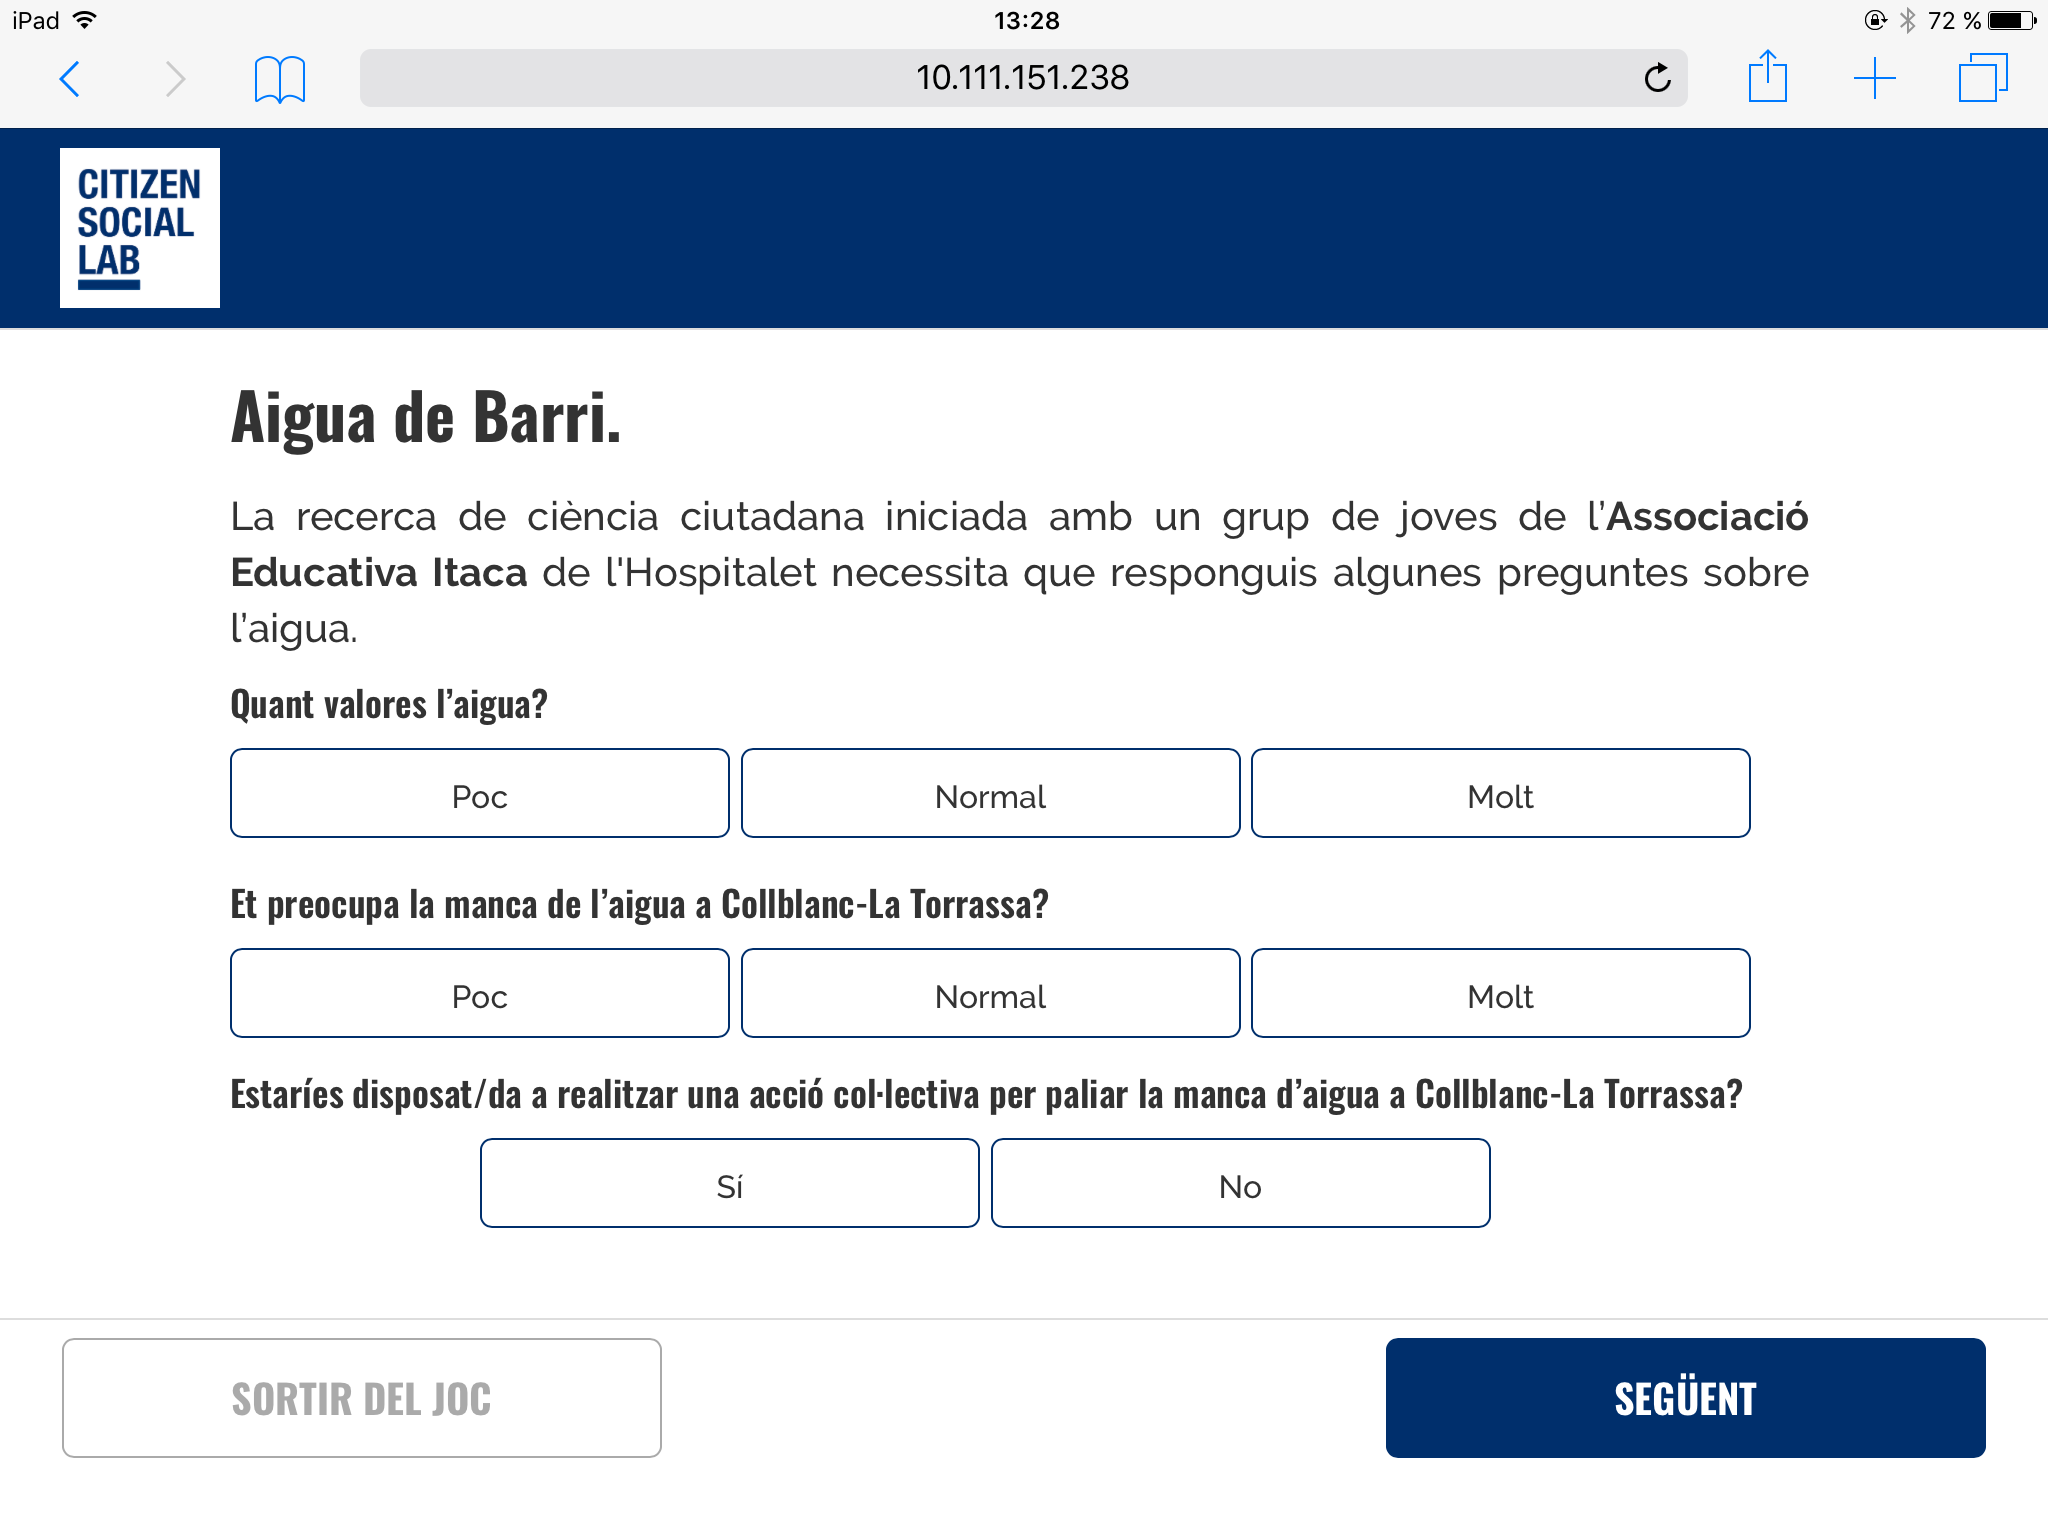 iPad
13:28
72 %
10.111.151.238
CITIZEN
SOCIAL
LAB
Aigua de Barri.
La recerca de ciència ciutadana iniciada amb un grup de joves de l’Associació
Educativa Itaca de l'Hospitalet necessita que responguis algunes preguntes sobre
l’aigua.
Quant valores l’aigua?
Poc
Normal
Molt
Et preocupa la manca de l’aigua a Collblanc-La Torrassa?
Poc
Normal
Molt
Estaríes disposat/da a realitzar una acció col·lectiva per paliar la manca d’aigua a Collblanc-La Torrassa?
Sí
No
SORTIR DEL JOC
SEGÜENT